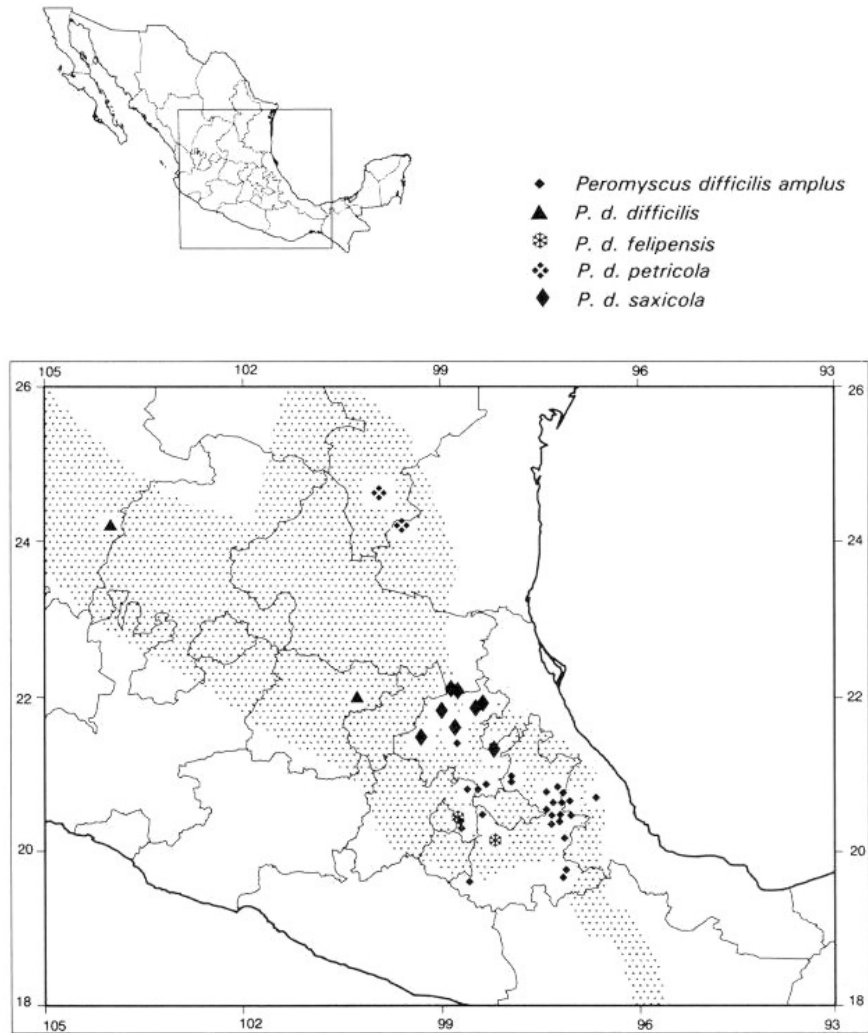 Peromyscus difficilis amplus
P. d. difficilis
P. d. felipensis
P. d. petricola
P. d. saxicola
105 102 99 96 93
26 26
24 24
22 22
20 20
18 18
105 102 99 96 93